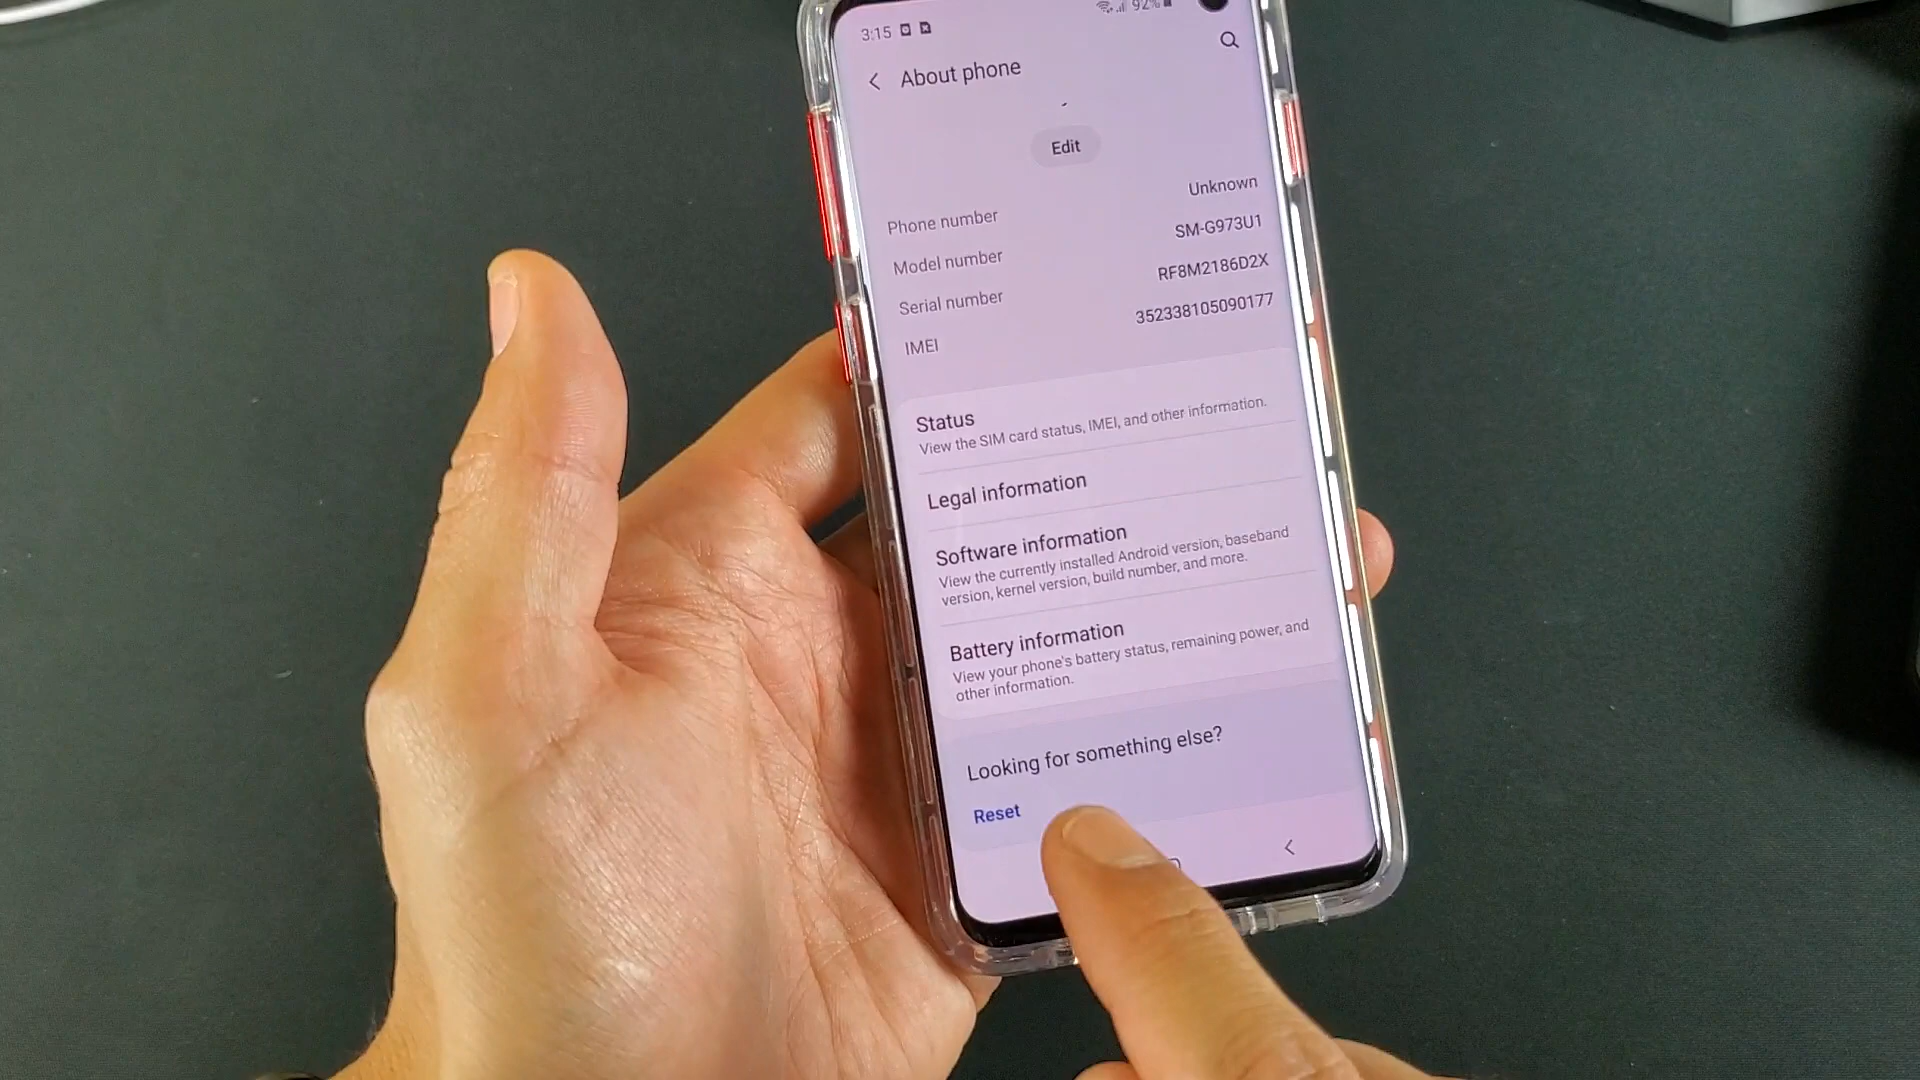 3:15 92%
About phone
Edit
Phone number Unknown
Model number SM-G973U1
Serial number RF8M2186D2X
IMEI 352338105090177
Status
View the SIM card status, IMEI, and other information.
Legal information
Software information
View the currently installed Android version, baseband
version, kernel version, build number, and more.
Battery information
View your phone's battery status, remaining power, and
other information.
Looking for something else?
Reset